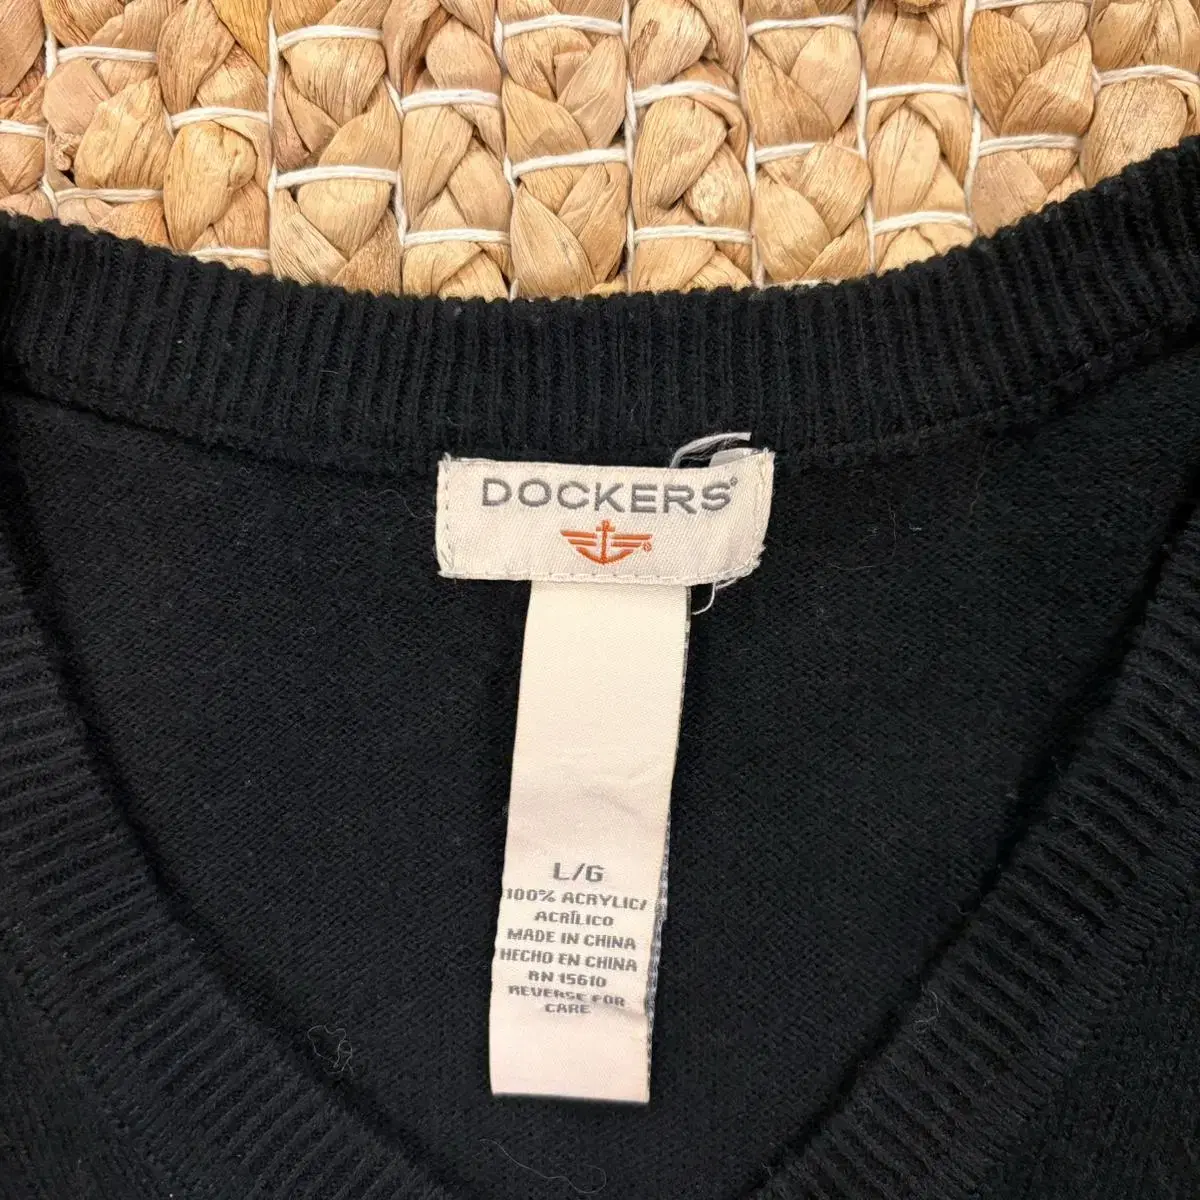 DOCKERS®
L/G
100% ACRYLIC/
ACRÍLICO
MADE IN CHINA
HECHO EN CHINA
RN 15610
REVERSE FOR
CARE